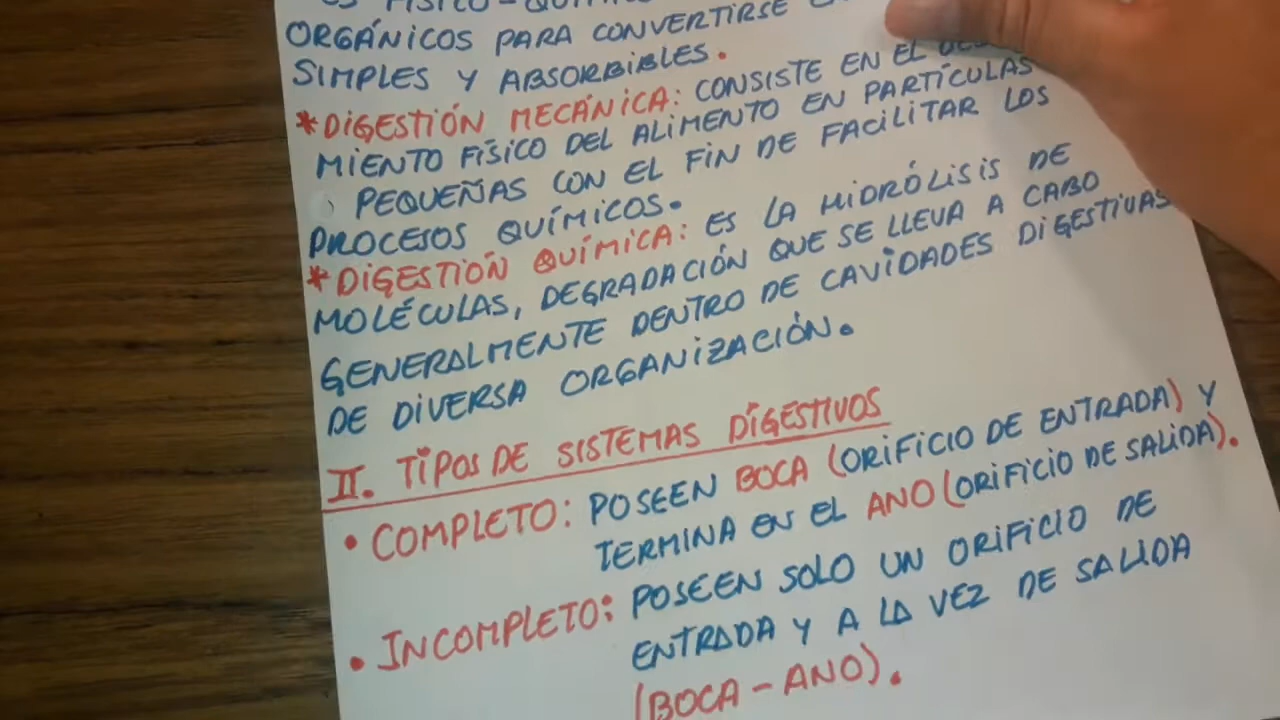 ORGÁNICOS PARA CONVERTIRSE
SIMPLES Y ABSORBIBLES.
*DIGESTIÓN MECÁNICA: CONSISTE EN EL
MIENTO FÍSICO DEL ALIMENTO EN PARTÍCULAS
PEQUEÑAS CON EL FIN DE FACILITAR LOS
PROCESOS QUÍMICOS.
*DIGESTIÓN QUÍMICA: ES LA HIDRÓLISIS DE
MOLÉCULAS, DEGRADACIÓN QUE SE LLEVA A CABO
GENERALMENTE DENTRO DE CAVIDADES DIGESTIVAS
DE DIVERSA ORGANIZACIÓN.
II. TIPOS DE SISTEMAS DIGESTIVOS
• COMPLETO: POSEEN BOCA (ORIFICIO DE ENTRADA) Y
TERMINA EN EL ANO (ORIFICIO DE SALIDA).
• INCOMPLETO: POSEEN SOLO UN ORIFICIO DE
ENTRADA Y A LA VEZ DE SALIDA
(BOCA-ANO).